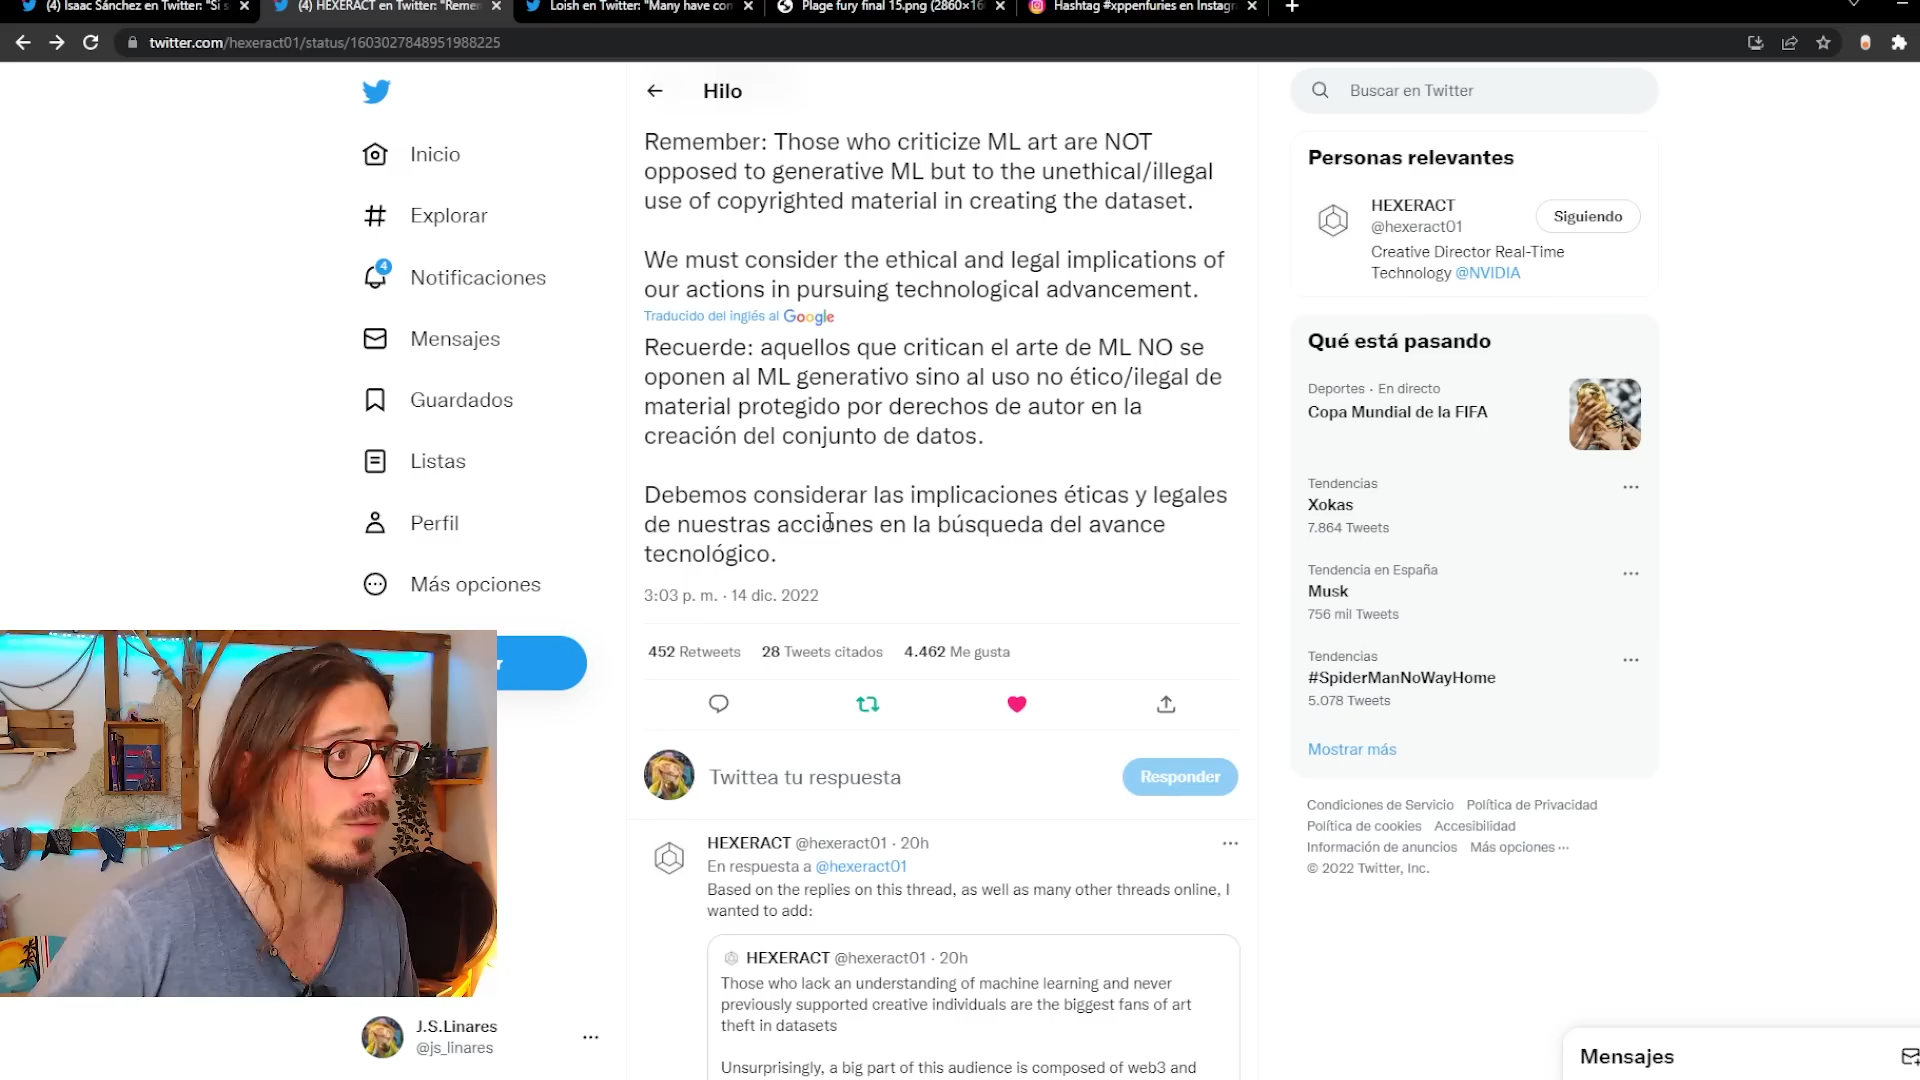 (4) Isaac Sánchez en Twitter: "Si s
(4) HEXERACT en Twitter: "Remem
Loish en Twitter: "Many have con
Plage fury final 15.png (2860×16
Hashtag #xppenfuries en Instagr
twitter.com/hexeract01/status/1603027848951988225
Inicio
Explorar
4
Notificaciones
Mensajes
Guardados
Listas
Perfil
Más opciones
r
J.S.Linares
@js_linares
Hilo
Remember: Those who criticize ML art are NOT
opposed to generative ML but to the unethical/illegal
use of copyrighted material in creating the dataset.
We must consider the ethical and legal implications of
our actions in pursuing technological advancement.
Traducido del inglés al Google
Recuerde: aquellos que critican el arte de ML NO se
oponen al ML generativo sino al uso no ético/ilegal de
material protegido por derechos de autor en la
creación del conjunto de datos.
Debemos considerar las implicaciones éticas y legales
de nuestras acciones en la búsqueda del avance
tecnológico.
3:03 p. m. · 14 dic. 2022
452 Retweets 28 Tweets citados 4.462 Me gusta
Twittea tu respuesta
Responder
HEXERACT @hexeract01 · 20h
En respuesta a @hexeract01
Based on the replies on this thread, as well as many other threads online, I
wanted to add:
HEXERACT @hexeract01 · 20h
Those who lack an understanding of machine learning and never
previously supported creative individuals are the biggest fans of art
theft in datasets
Unsurprisingly, a big part of this audience is composed of web3 and
Buscar en Twitter
Personas relevantes
HEXERACT
@hexeract01
Siguiendo
Creative Director Real-Time
Technology @NVIDIA
Qué está pasando
Deportes · En directo
Copa Mundial de la FIFA
Tendencias
Xokas
7.864 Tweets
Tendencia en España
Musk
756 mil Tweets
Tendencias
#SpiderManNoWayHome
5.078 Tweets
Mostrar más
Condiciones de Servicio Política de Privacidad
Política de cookies Accesibilidad
Información de anuncios Más opciones ···
© 2022 Twitter, Inc.
Mensajes